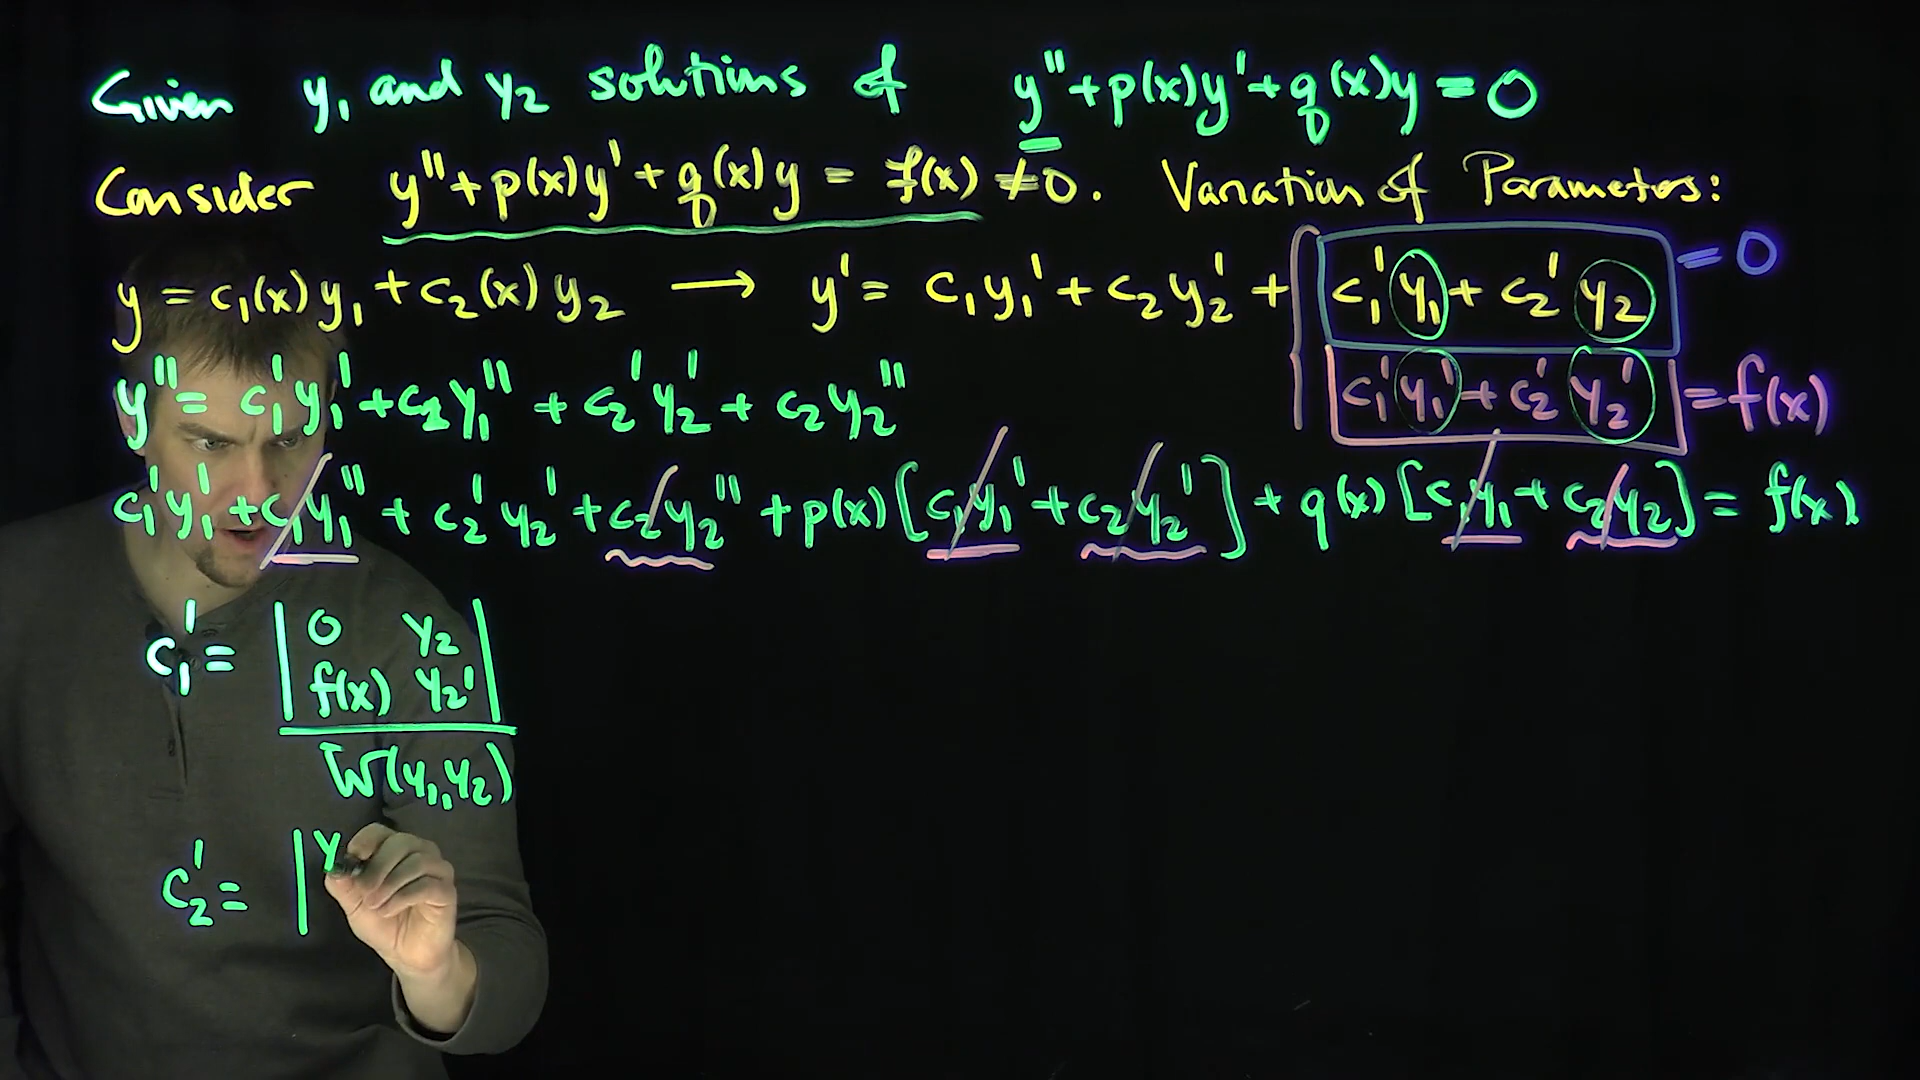 Given y₁ and y₂ solutions of y'' + p(x)y' + q(x)y = 0
Consider y'' + p(x)y' + q(x)y = f(x) ≠ 0. Variation of Parameters:
y = c₁(x)y₁ + c₂(x)y₂ → y' = c₁y₁' + c₂y₂' + c₁'y₁ + c₂'y₂ = 0
y'' = c₁'y₁' + c₁y₁'' + c₂'y₂' + c₂y₂'' c₁'y₁' + c₂'y₂' = f(x)
c₁'y₁' + c₁y₁'' + c₂'y₂' + c₂y₂'' + p(x)[c₁y₁' + c₂y₂'] + q(x)[c₁y₁ + c₂y₂] = f(x).
0 y₂
c₁' =
f(x) y₂'
W(y₁,y₂)
y
c₂' = |